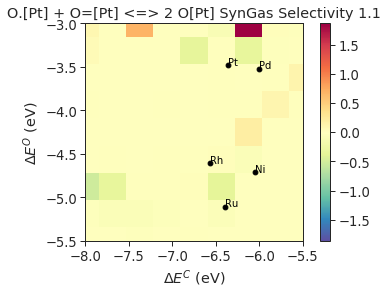 O.[Pt] + O=[Pt] <=> 2 O[Pt] SynGas Selectivity 1.1
−3.0
−3.5
−4.0
−4.5
−5.0
−5.5
ΔE^O (eV)
Pt
Pd
Rh
Ni
Ru
−8.0 −7.5 −7.0 −6.5 −6.0 −5.5
ΔE^C (eV)
1.5
1.0
0.5
0.0
−0.5
−1.0
−1.5